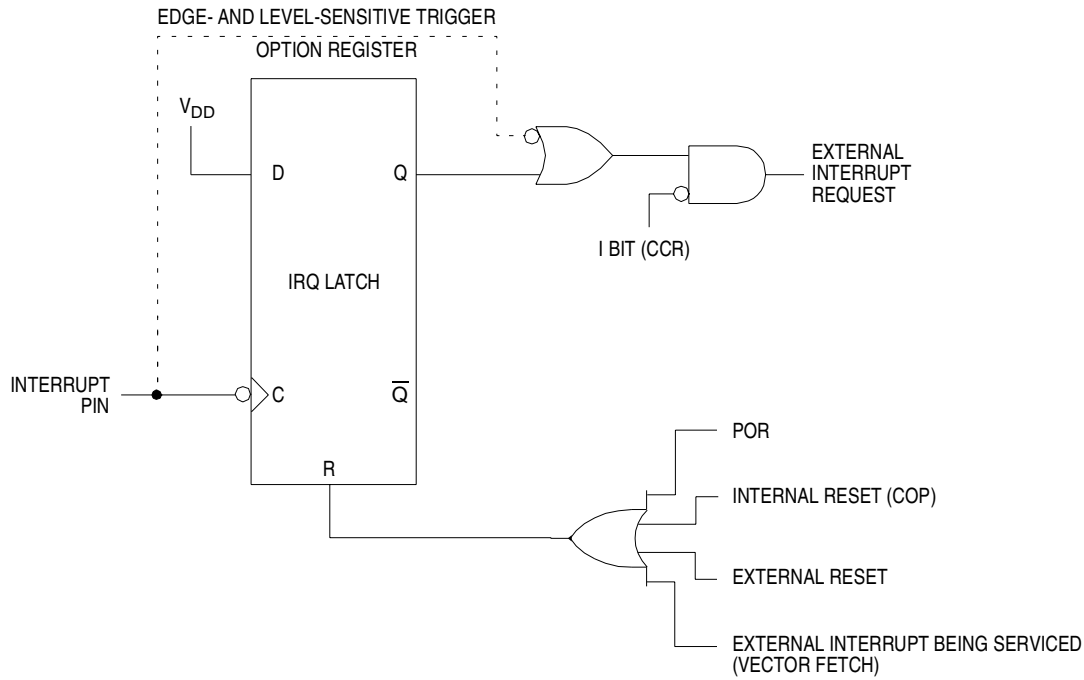 EDGE- AND LEVEL-SENSITIVE TRIGGER
OPTION REGISTER
VDD
D
Q
EXTERNAL
INTERRUPT
REQUEST
I BIT (CCR)
IRQ LATCH
INTERRUPT
PIN
C
Q̅
R
POR
INTERNAL RESET (COP)
EXTERNAL RESET
EXTERNAL INTERRUPT BEING SERVICED
(VECTOR FETCH)